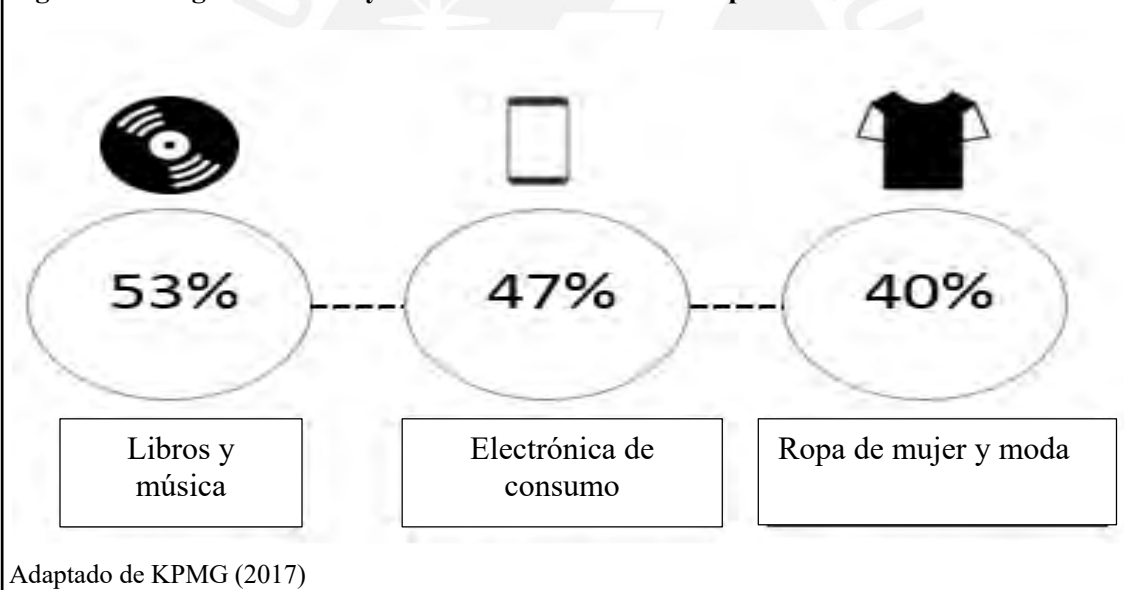 53%
47%
40%
Libros y
música
Electrónica de
consumo
Ropa de mujer y moda
Adaptado de KPMG (2017)